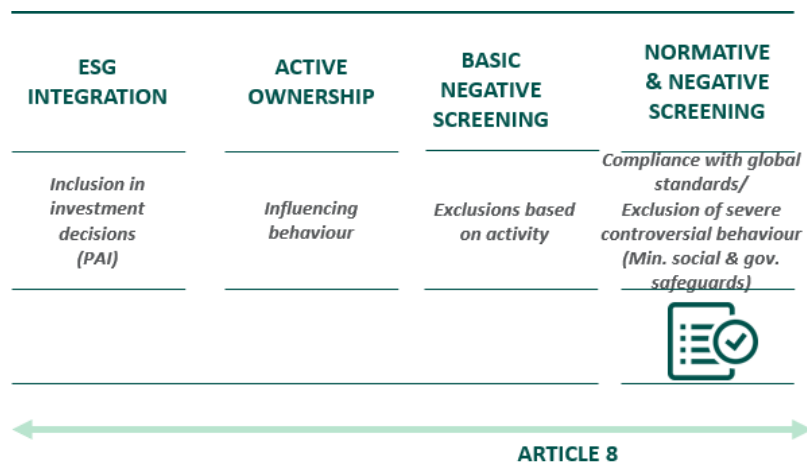 ESG
INTEGRATION
ACTIVE
OWNERSHIP
BASIC
NEGATIVE
SCREENING
NORMATIVE
& NEGATIVE
SCREENING
Inclusion in
investment
decisions
(PAI)
Influencing
behaviour
Exclusions based
on activity
Compliance with global
standards/
Exclusion of severe
controversial behaviour
(Min. social & gov.
safeguards)
ARTICLE 8